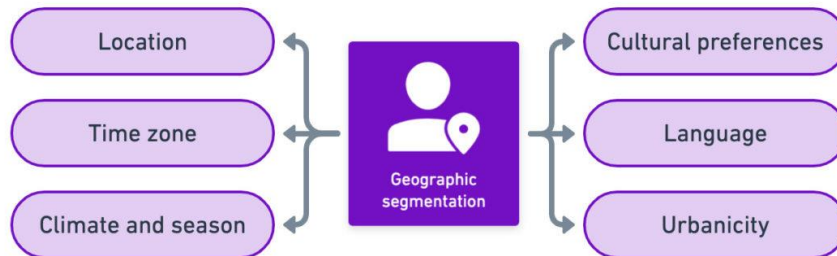 Location
Time zone
Climate and season
Geographic
segmentation
Cultural preferences
Language
Urbanicity